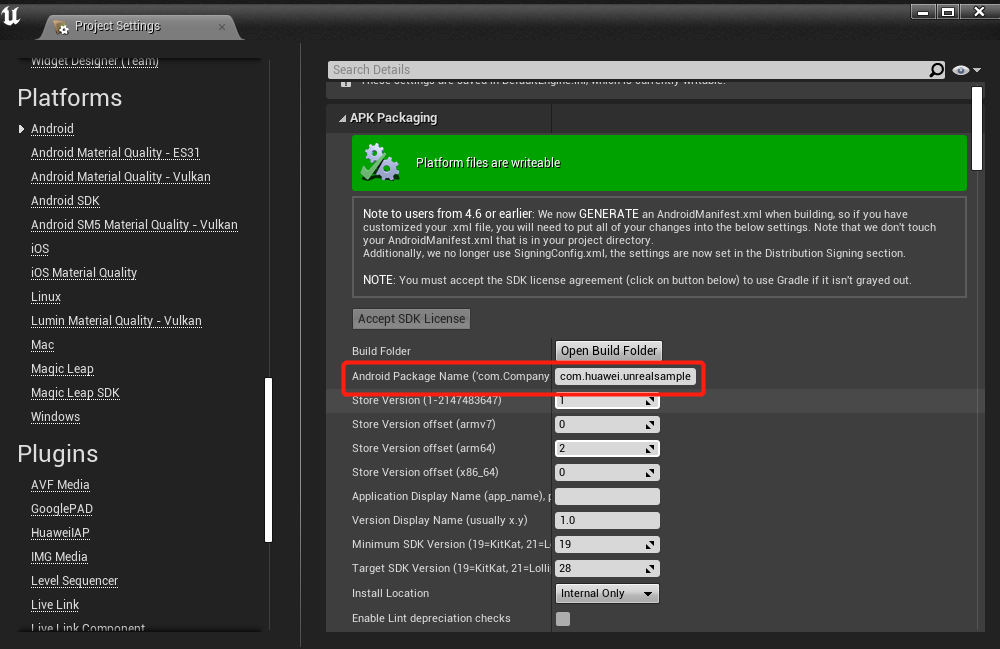 Project Settings
Widget Designer (Team)
Platforms
Android
Android Material Quality - ES31
Android Material Quality - Vulkan
Android SDK
Android SM5 Material Quality - Vulkan
iOS
iOS Material Quality
Linux
Lumin Material Quality - Vulkan
Mac
Magic Leap
Magic Leap SDK
Windows
Plugins
AVF Media
GooglePAD
HuaweiIAP
IMG Media
Level Sequencer
Live Link
Live Link Component
Search Details
These settings are saved in DefaultEngine.ini, which is currently writable.
APK Packaging
Platform files are writeable
Note to users from 4.6 or earlier: We now GENERATE an AndroidManifest.xml when building, so if you have
customized your .xml file, you will need to put all of your changes into the below settings. Note that we don't touch
your AndroidManifest.xml that is in your project directory.
Additionally, we no longer use SigningConfig.xml, the settings are now set in the Distribution Signing section.
NOTE: You must accept the SDK license agreement (click on button below) to use Gradle if it isn't grayed out.
Accept SDK License
Build Folder Open Build Folder
Android Package Name ('com.Company com.huawei.unrealsample
Store Version (1-2147483647) 1
Store Version offset (armv7) 0
Store Version offset (arm64) 2
Store Version offset (x86_64) 0
Application Display Name (app_name), p
Version Display Name (usually x.y) 1.0
Minimum SDK Version (19=KitKat, 21=Lo 19
Target SDK Version (19=KitKat, 21=Lolli 28
Install Location Internal Only
Enable Lint depreciation checks